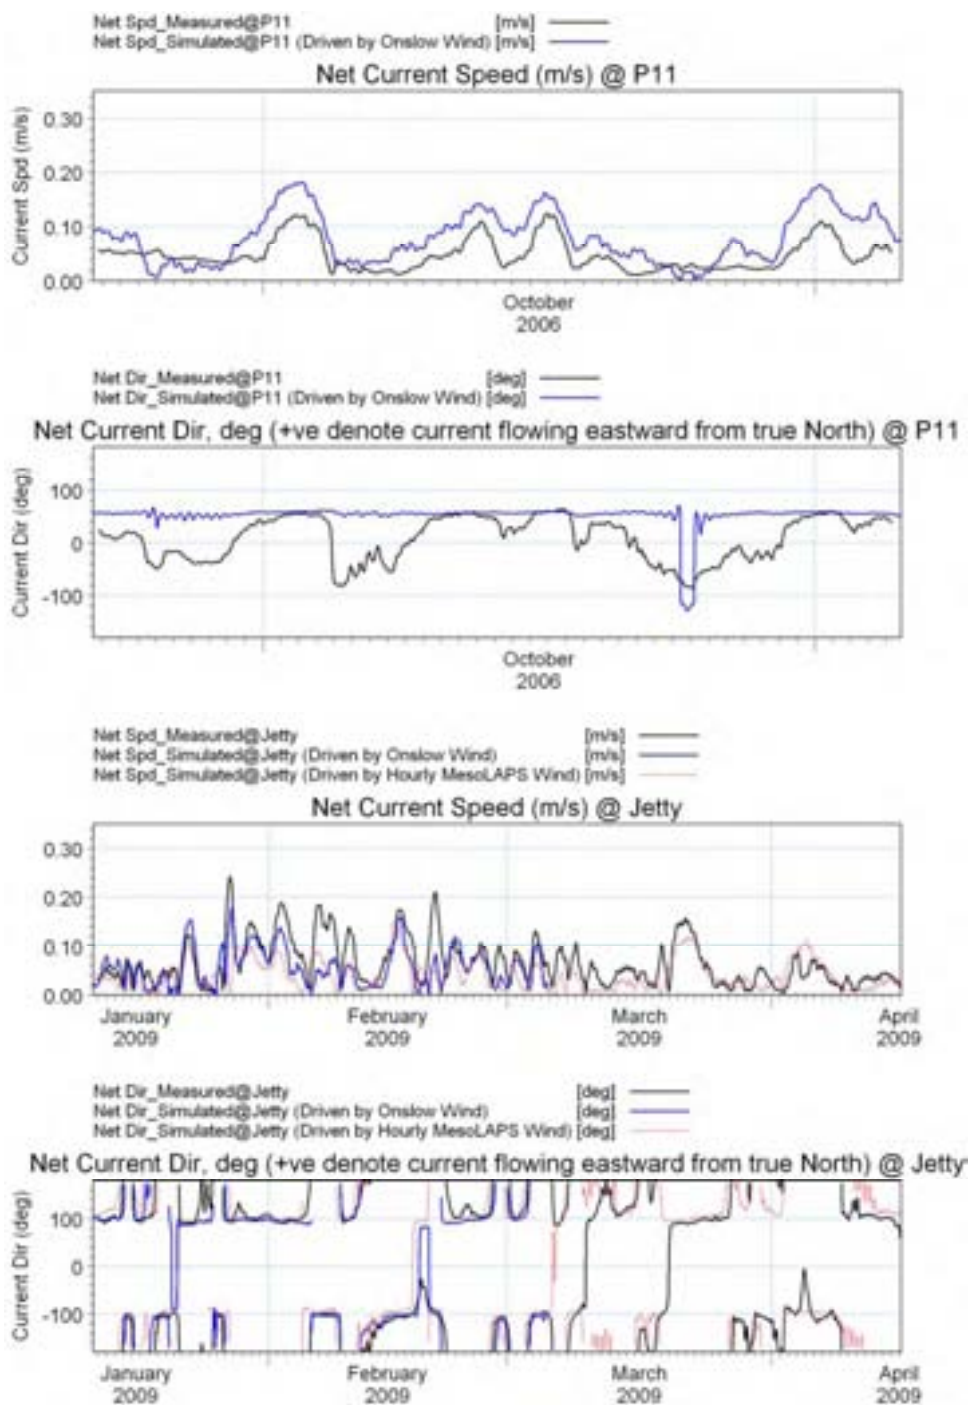 Net Spd_Measured@P11 [m/s]
Net Spd_Simulated@P11 (Driven by Onslow Wind) [m/s]
Net Current Speed (m/s) @ P11
Current Spd (m/s)
0.30
0.20
0.10
0.00
October
2006
Net Dir_Measured@P11 [deg]
Net Dir_Simulated@P11 (Driven by Onslow Wind) [deg]
Net Current Dir, deg (+ve denote current flowing eastward from true North) @ P11
Current Dir (deg)
100
0
-100
October
2006
Net Spd_Measured@Jetty [m/s]
Net Spd_Simulated@Jetty (Driven by Onslow Wind) [m/s]
Net Spd_Simulated@Jetty (Driven by Hourly MesoLAPS Wind) [m/s]
Net Current Speed (m/s) @ Jetty
Current Spd (m/s)
0.30
0.20
0.10
0.00
January February March April
2009 2009 2009 2009
Net Dir_Measured@Jetty [deg]
Net Dir_Simulated@Jetty (Driven by Onslow Wind) [deg]
Net Dir_Simulated@Jetty (Driven by Hourly MesoLAPS Wind) [deg]
Net Current Dir, deg (+ve denote current flowing eastward from true North) @ Jetty
Current Dir (deg)
100
0
-100
January February March April
2009 2009 2009 2009